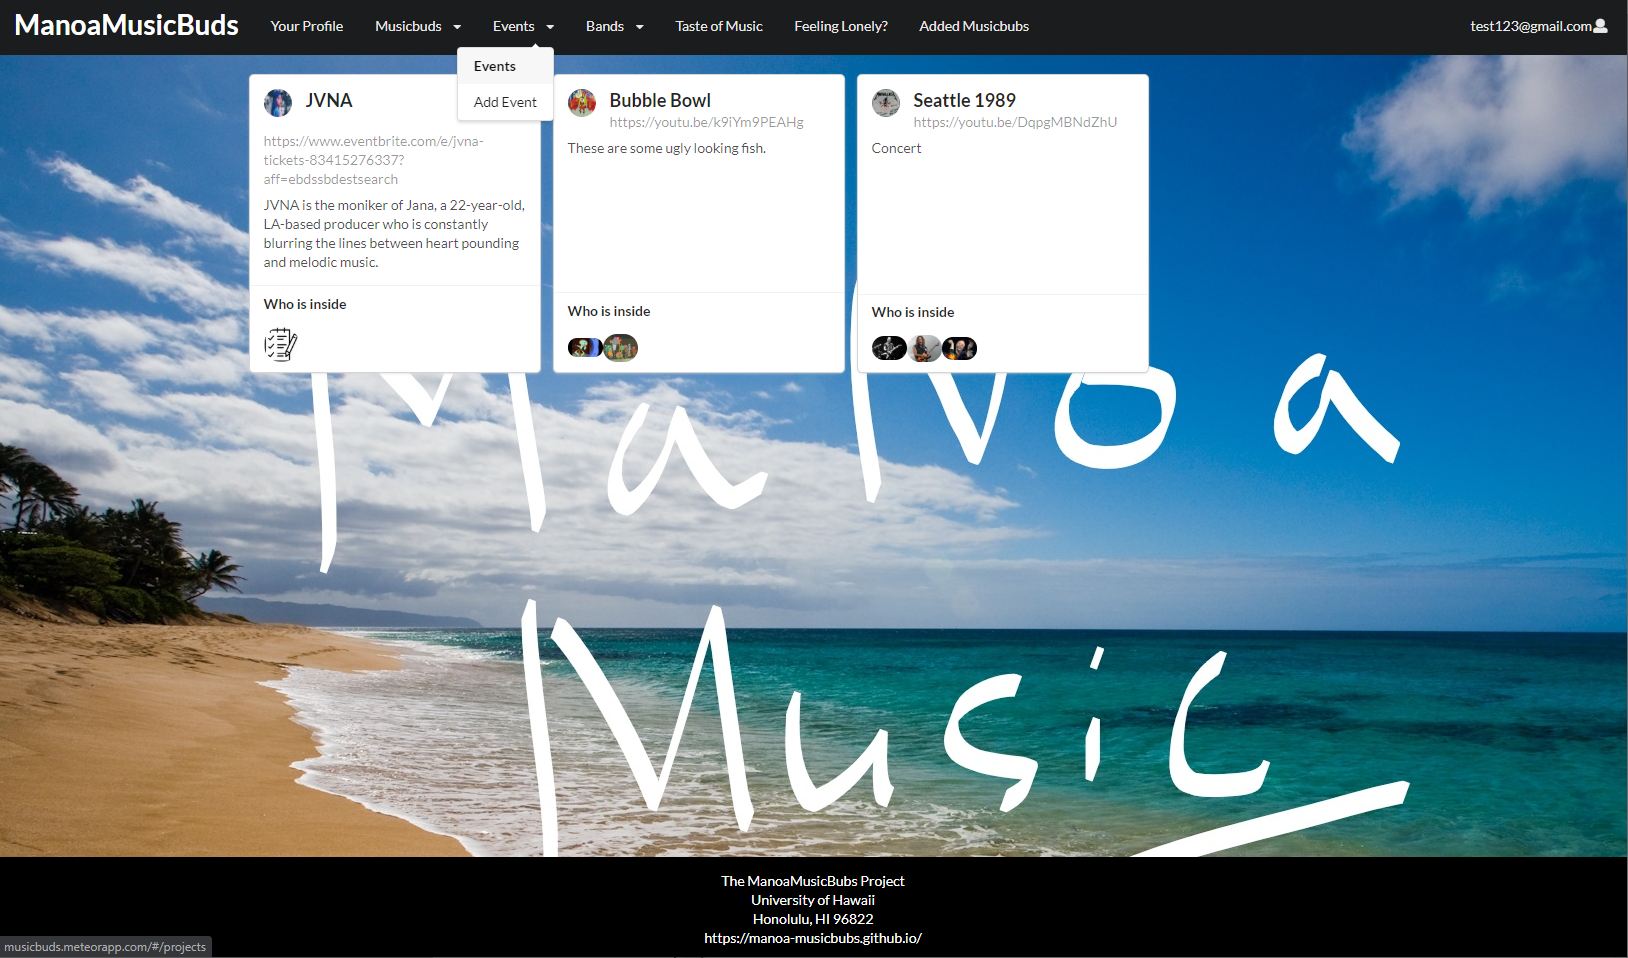 ManoaMusicBuds Your Profile Musicbuds Events Bands Taste of Music Feeling Lonely? Added Musicbubs test123@gmail.com
Events
Add Event
JVNA
https://www.eventbrite.com/e/jvna-
tickets-83415276337?
aff=ebdssbdestsearch
JVNA is the moniker of Jana, a 22-year-old,
LA-based producer who is constantly
blurring the lines between heart pounding
and melodic music.
Who is inside
Bubble Bowl
https://youtu.be/k9iYm9PEAHg
These are some ugly looking fish.
Who is inside
Seattle 1989
https://youtu.be/DqpgMBNdZhU
Concert
Who is inside
Manoa
Music
The ManoaMusicBubs Project
University of Hawaii
Honolulu, HI 96822
https://manoa-musicbubs.github.io/
musicbuds.meteorapp.com/#/projects